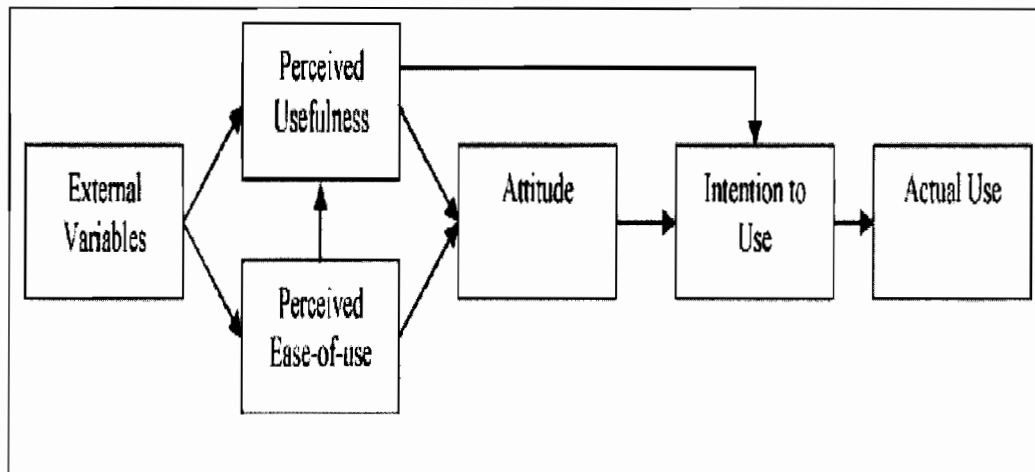 Perceived
Usefulness
External
Variables
Perceived
Ease-of-use
Attitude
Intention to
Use
Actual Use